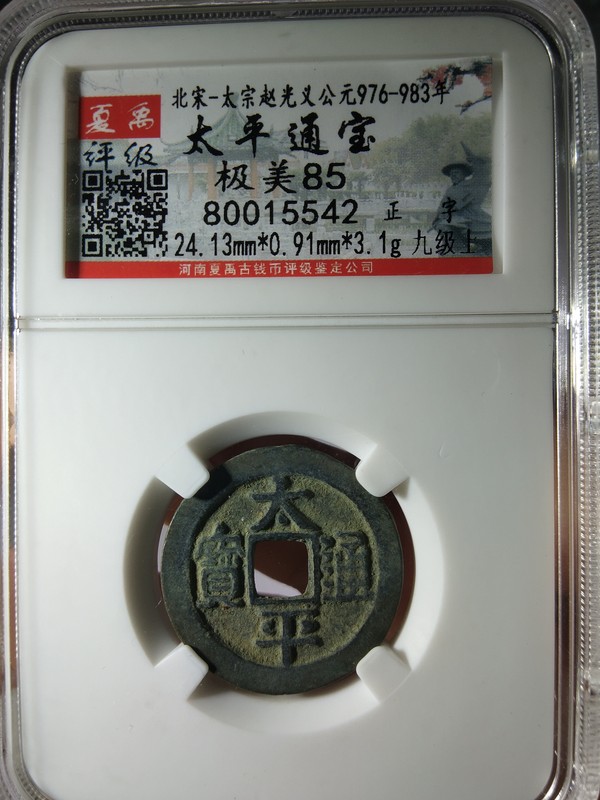 北宋-太宗赵光义公元976-983年
夏禹
评级
太平通宝
极美85
80015542 正字
24.13mm*0.91mm*3.1g 九级上
河南夏禹古钱币评级鉴定公司
太
寶 通
平